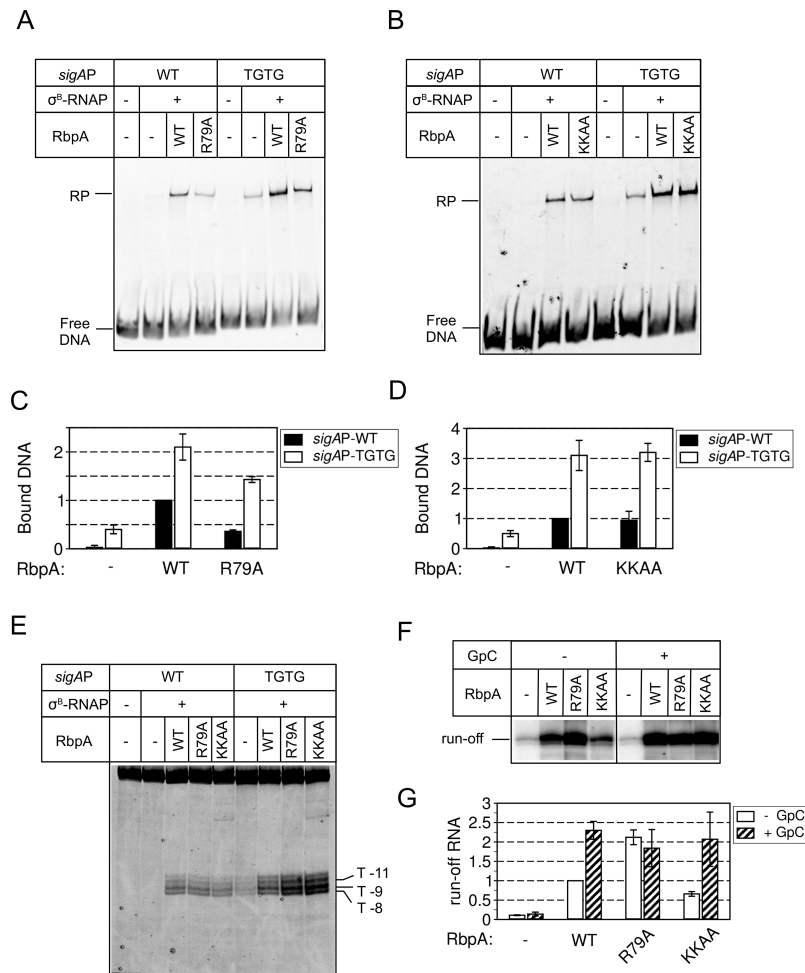 A
sigAP WT TGTG
σB-RNAP - + - +
RbpA - - WT R79A - - WT R79A
RP
Free
DNA
B
sigAP WT TGTG
σB-RNAP - + - +
RbpA - - WT KKAA - - WT KKAA
RP
Free
DNA
C
Bound DNA
2
1
0
sigAP-WT
sigAP-TGTG
RbpA: - WT R79A
D
Bound DNA
4
3
2
1
0
sigAP-WT
sigAP-TGTG
RbpA: - WT KKAA
E
sigAP WT TGTG
σB-RNAP - + +
RbpA - - WT R79A KKAA - WT R79A KKAA
T -11
T -9
T -8
F
GpC - +
RbpA - WT R79A KKAA - WT R79A KKAA
run-off
G
run-off RNA
3
2.5
2
1.5
1
0.5
0
- GpC
+ GpC
RbpA: - WT R79A KKAA